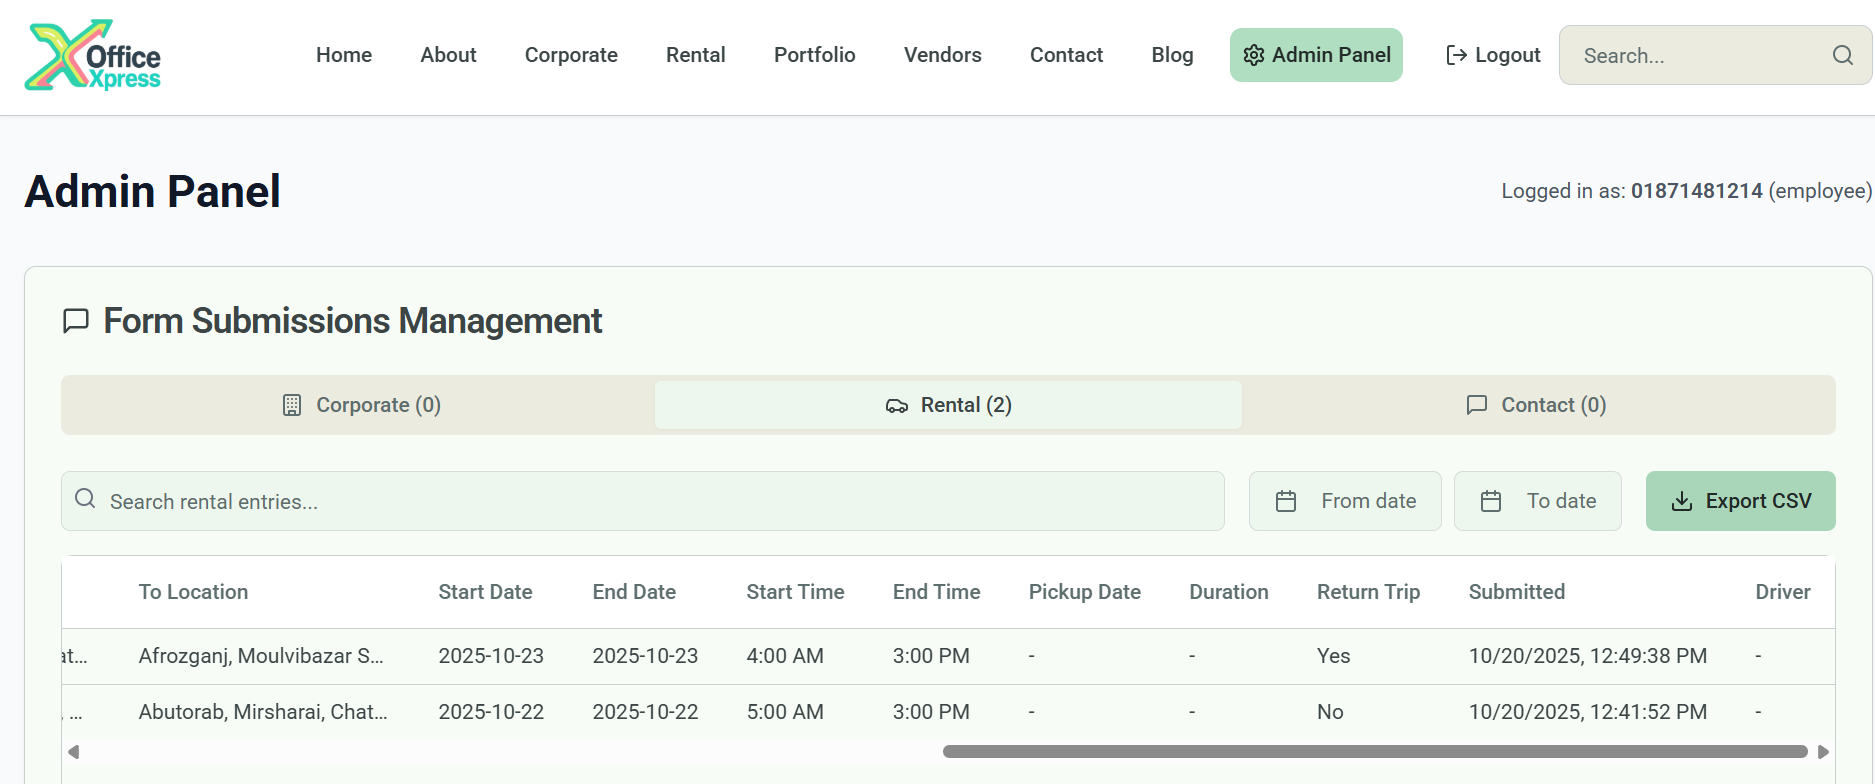 Office
Xpress
Home About Corporate Rental Portfolio Vendors Contact Blog Admin Panel Logout Search...
Admin Panel
Logged in as: 01871481214 (employee)
Form Submissions Management
Corporate (0) Rental (2) Contact (0)
Search rental entries... From date To date Export CSV
To Location Start Date End Date Start Time End Time Pickup Date Duration Return Trip Submitted Driver
at... Afrozganj, Moulvibazar S... 2025-10-23 2025-10-23 4:00 AM 3:00 PM - - Yes 10/20/2025, 12:49:38 PM -
, ... Abutorab, Mirsharai, Chat... 2025-10-22 2025-10-22 5:00 AM 3:00 PM - - No 10/20/2025, 12:41:52 PM -